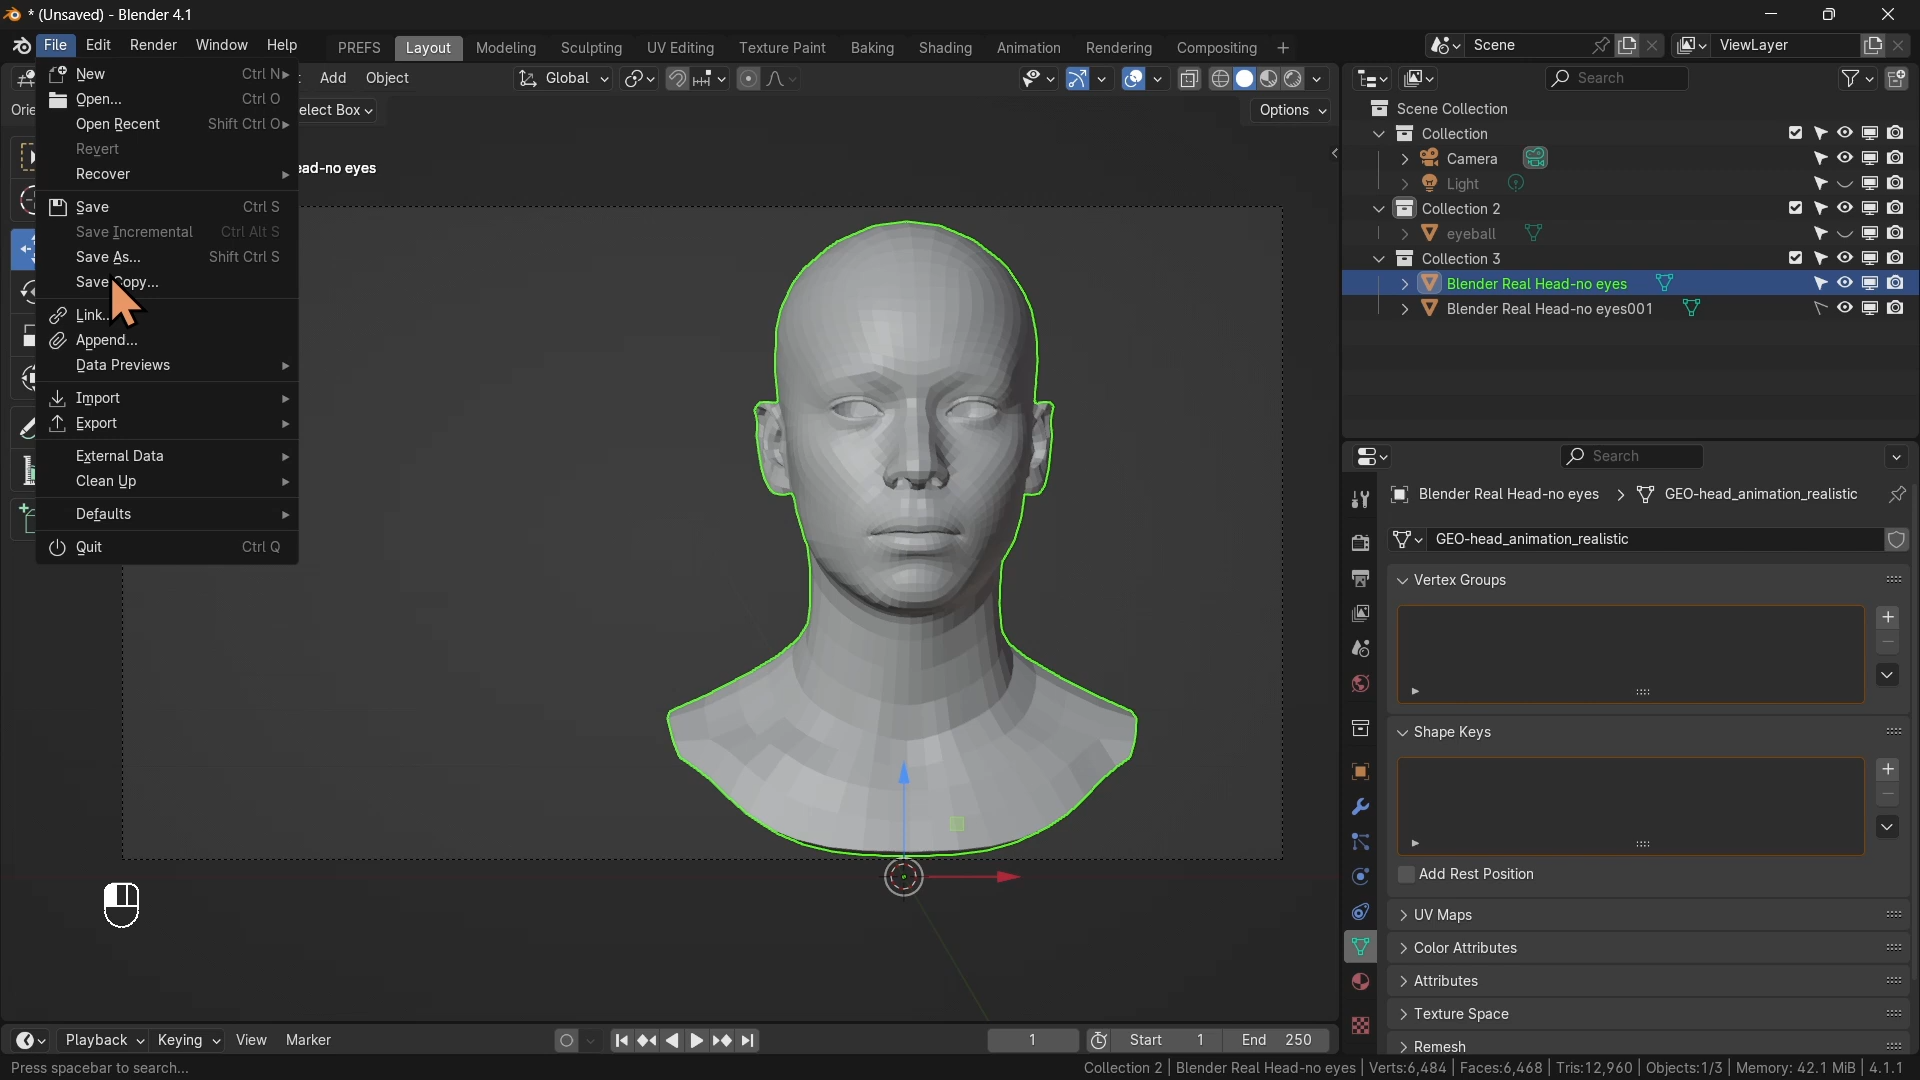 * (Unsaved) - Blender 4.1
File Edit Render Window Help PREFS Layout Modeling Sculpting UV Editing Texture Paint Baking Shading Animation Rendering Compositing + Scene ViewLayer
New Ctrl N
Open... Ctrl O
Open Recent Shift Ctrl O
Revert
Recover
Save Ctrl S
Save Incremental Ctrl Alt S
Save As... Shift Ctrl S
Save Copy...
Link...
Append...
Data Previews
Import
Export
External Data
Clean Up
Defaults
Quit Ctrl Q
Add Object Global
Orie
elect Box Options
ead-no eyes
Search
Scene Collection
Collection
Camera
Light
Collection 2
eyeball
Collection 3
Blender Real Head-no eyes
Blender Real Head-no eyes001
Search
Blender Real Head-no eyes > GEO-head_animation_realistic
GEO-head_animation_realistic
Vertex Groups
Shape Keys
Add Rest Position
UV Maps
Color Attributes
Attributes
Texture Space
Remesh
Playback Keying View Marker 1 Start 1 End 250
Press spacebar to search...
Collection 2 | Blender Real Head-no eyes | Verts:6,484 | Faces:6,468 | Tris:12,960 | Objects:1/3 | Memory: 42.1 MiB | 4.1.1